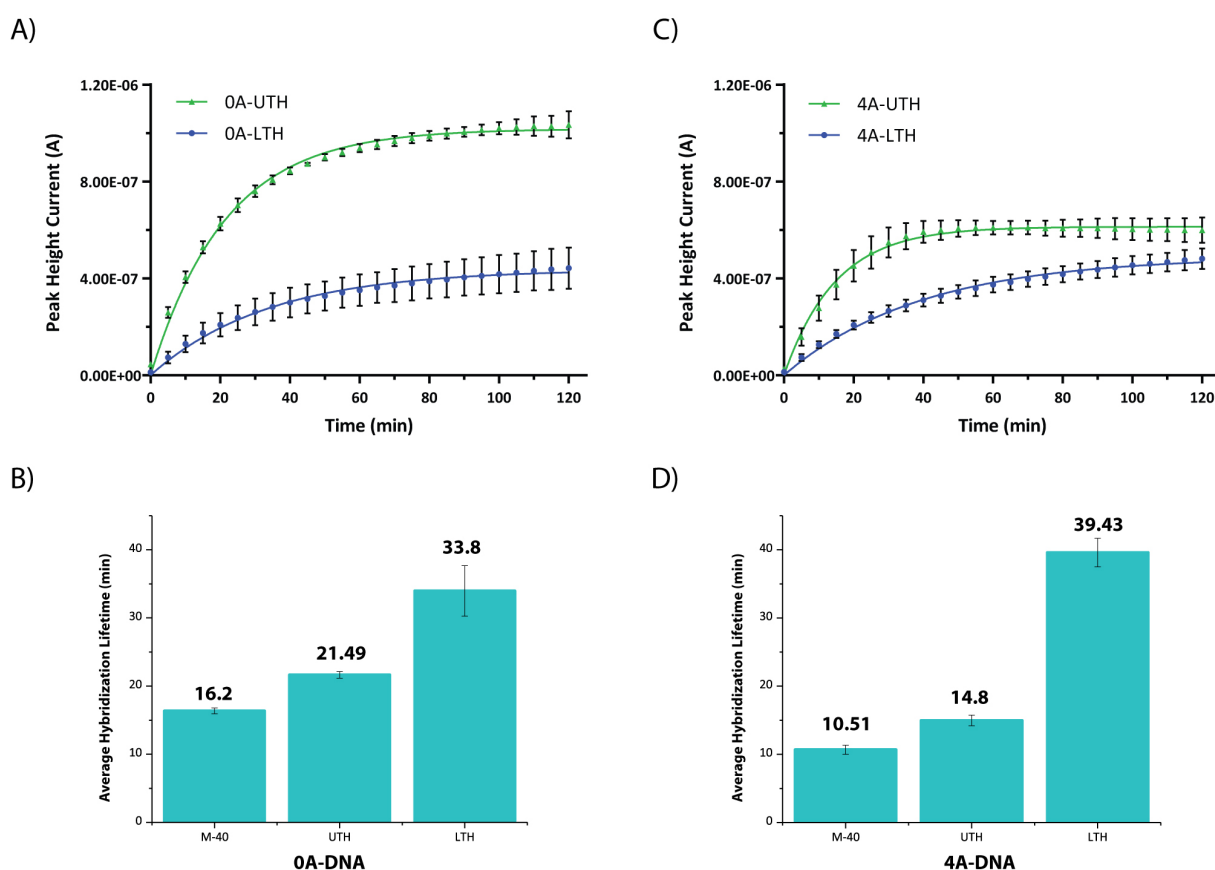 A)
0A-UTH
0A-LTH
1.20E-06
8.00E-07
4.00E-07
0.00E+00
Peak Height Current (A)
0 20 40 60 80 100 120
Time (min)
C)
4A-UTH
4A-LTH
1.20E-06
8.00E-07
4.00E-07
0.00E+00
Peak Height Current (A)
0 20 40 60 80 100 120
Time (min)
B)
Average Hybridization Lifetime (min)
40
30
20
10
0
16.2
21.49
33.8
M-40 UTH LTH
0A-DNA
D)
Average Hybridization Lifetime (min)
40
30
20
10
0
10.51
14.8
39.43
M-40 UTH LTH
4A-DNA